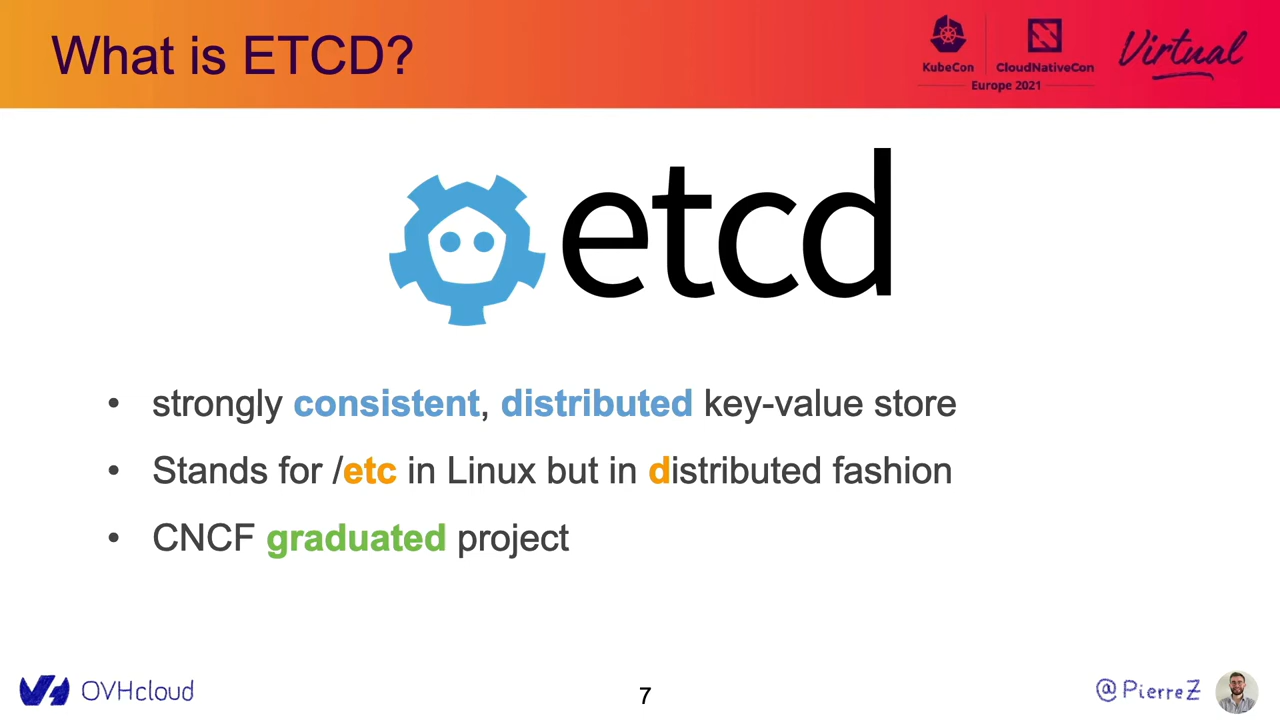 What is ETCD?
KubeCon
CloudNativeCon
Europe 2021
Virtual
etcd
• strongly consistent, distributed key-value store
• Stands for /etc in Linux but in distributed fashion
• CNCF graduated project
OVHcloud
7
@PierreZ